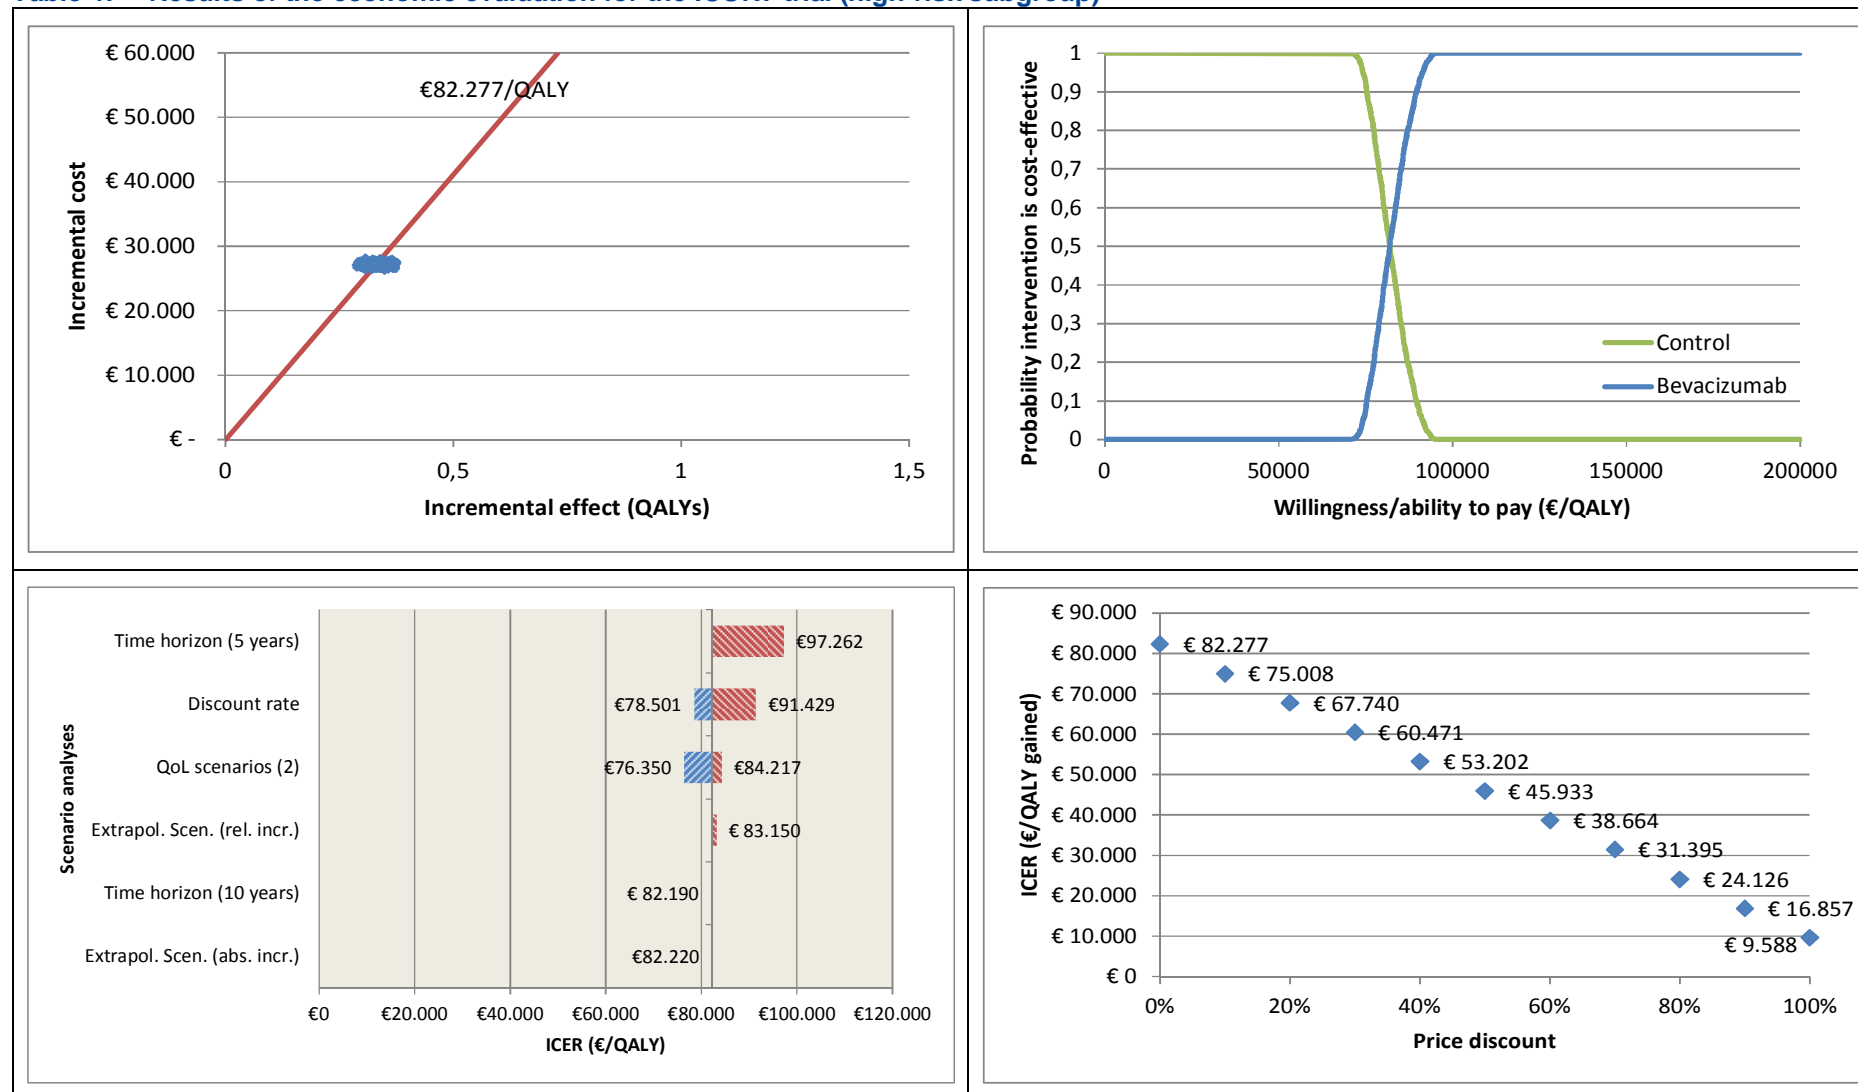 € 60.000
€ 50.000
€ 40.000
€ 30.000
€ 20.000
€ 10.000
€ -
Incremental cost
€82.277/QALY
0 0,5 1 1,5
Incremental effect (QALYs)
Probability intervention is cost-effective
1
0,9
0,8
0,7
0,6
0,5
0,4
0,3
0,2
0,1
0
Control
Bevacizumab
0 50000 100000 150000 200000
Willingness/ability to pay (€/QALY)
Scenario analyses
Time horizon (5 years) €97.262
Discount rate €78.501 €91.429
QoL scenarios (2) €76.350 €84.217
Extrapol. Scen. (rel. incr.) € 83.150
Time horizon (10 years) € 82.190
Extrapol. Scen. (abs. incr.) €82.220
€0 €20.000 €40.000 €60.000 €80.000 €100.000 €120.000
ICER (€/QALY)
ICER (€/QALY gained)
€ 90.000
€ 80.000
€ 70.000
€ 60.000
€ 50.000
€ 40.000
€ 30.000
€ 20.000
€ 10.000
€ 0
€ 82.277
€ 75.008
€ 67.740
€ 60.471
€ 53.202
€ 45.933
€ 38.664
€ 31.395
€ 24.126
€ 16.857
€ 9.588
0% 20% 40% 60% 80% 100%
Price discount